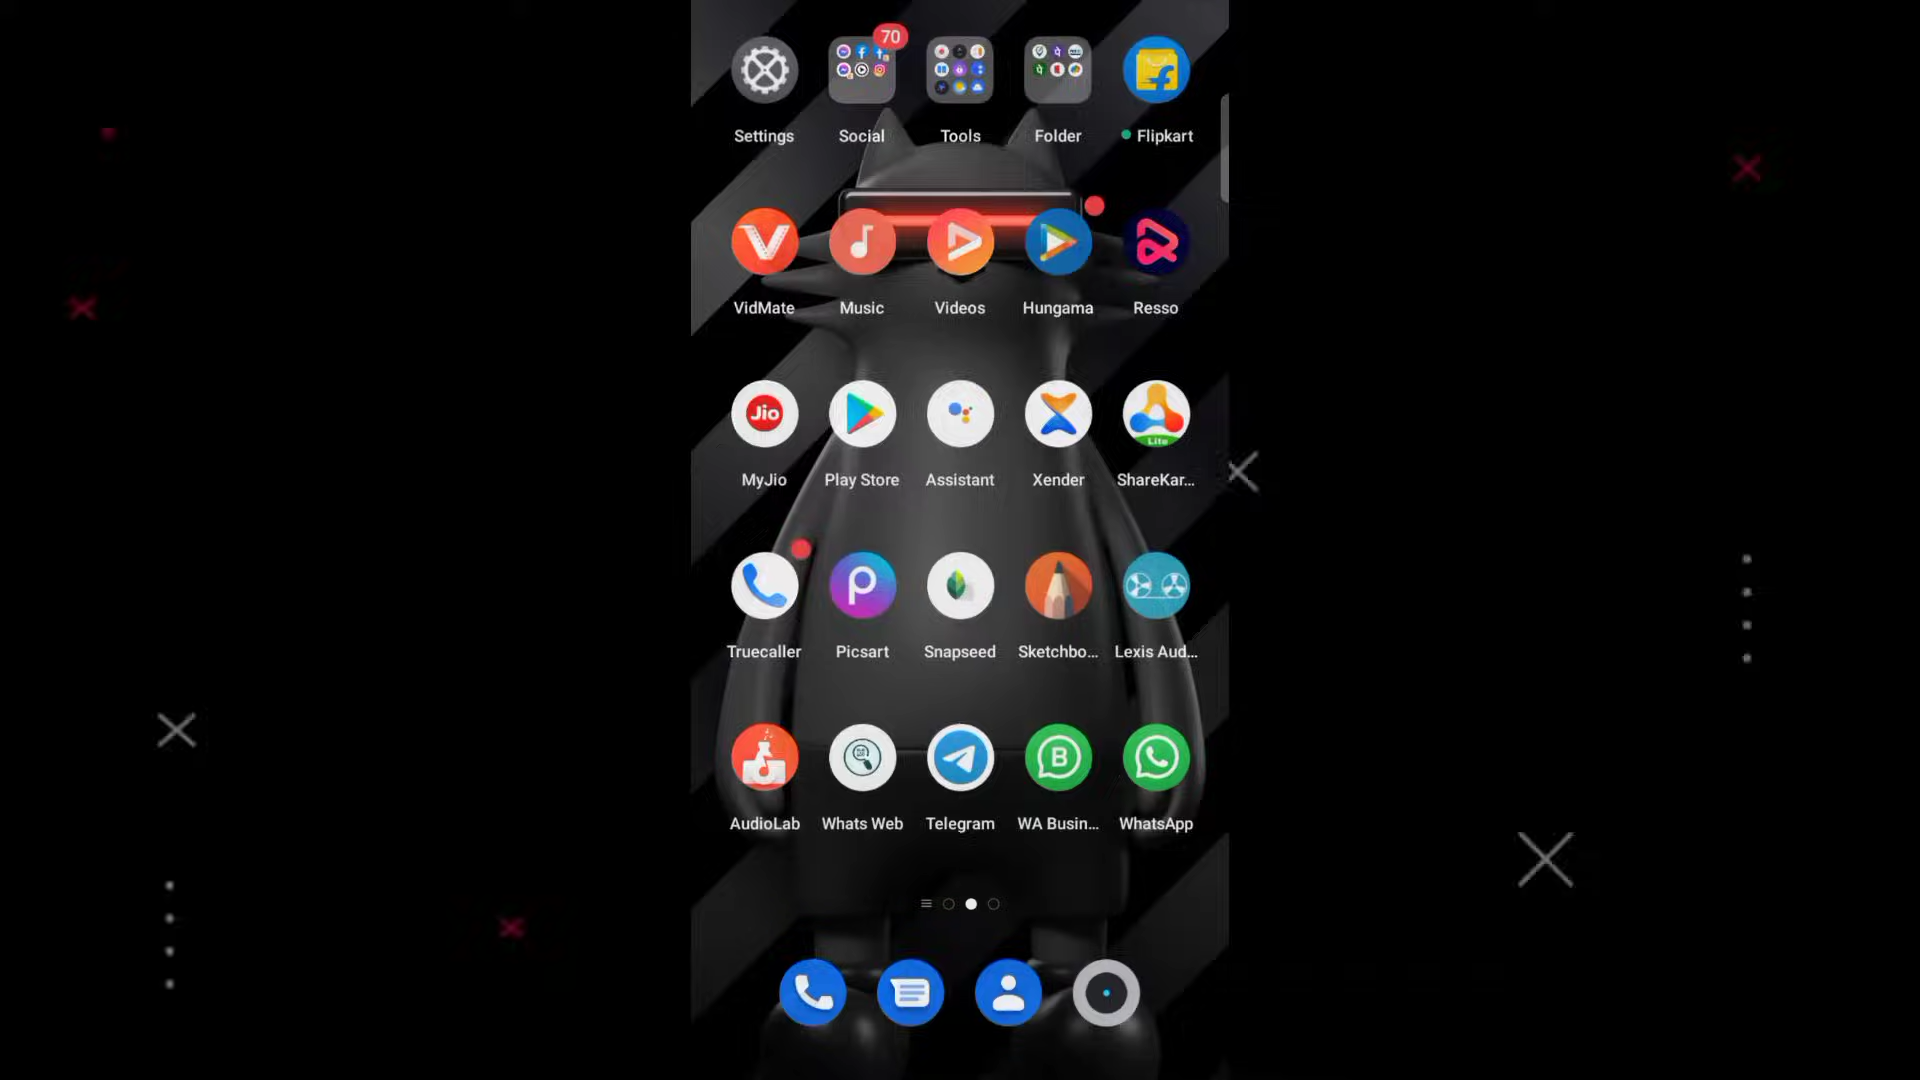 70
Settings
Social
Tools
Folder
Flipkart
VidMate
Music
Videos
Hungama
Resso
Jio
Lite
MyJio
Play Store
Assistant
Xender
ShareKar...
Truecaller
Picsart
Snapseed
Sketchbo...
Lexis Aud...
B
AudioLab
Whats Web
Telegram
WA Busin...
WhatsApp